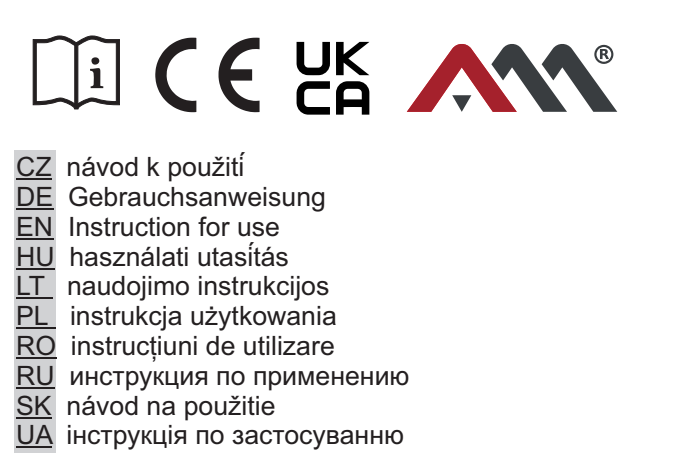 i CE UK CA AM®
CZ návod k použití
DE Gebrauchsanweisung
EN Instruction for use
HU használati utasítás
LT naudojimo instrukcijos
PL instrukcja użytkowania
RO instrucțiuni de utilizare
RU инструкция по применению
SK návod na použitie
UA інструкція по застосуванню